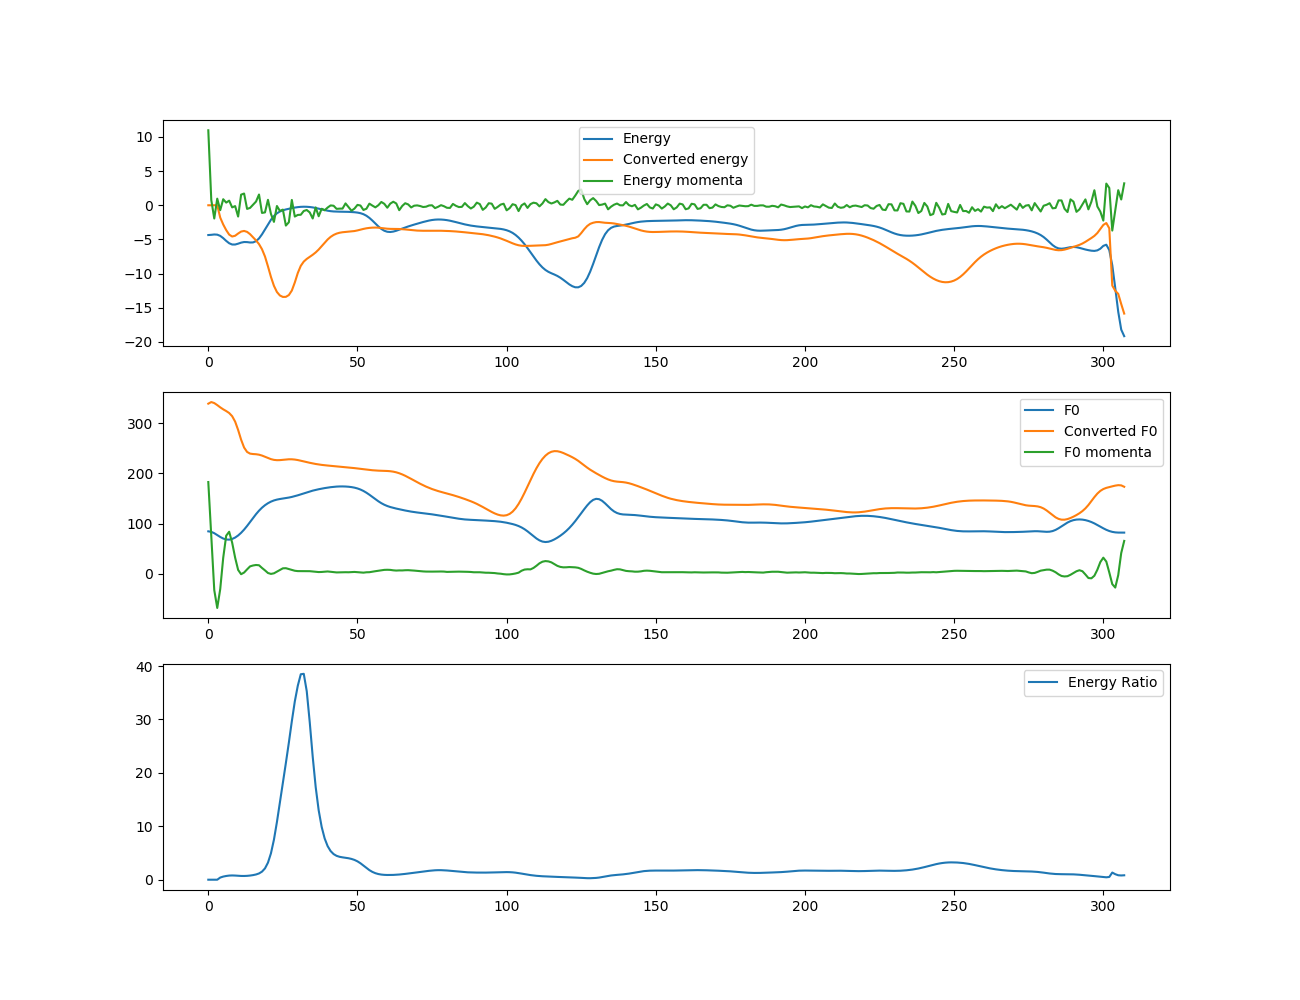 10
5
0
−5
−10
−15
−20
Energy
Converted energy
Energy momenta
0 50 100 150 200 250 300
300
200
100
0
F0
Converted F0
F0 momenta
0 50 100 150 200 250 300
40
30
20
10
0
Energy Ratio
0 50 100 150 200 250 300